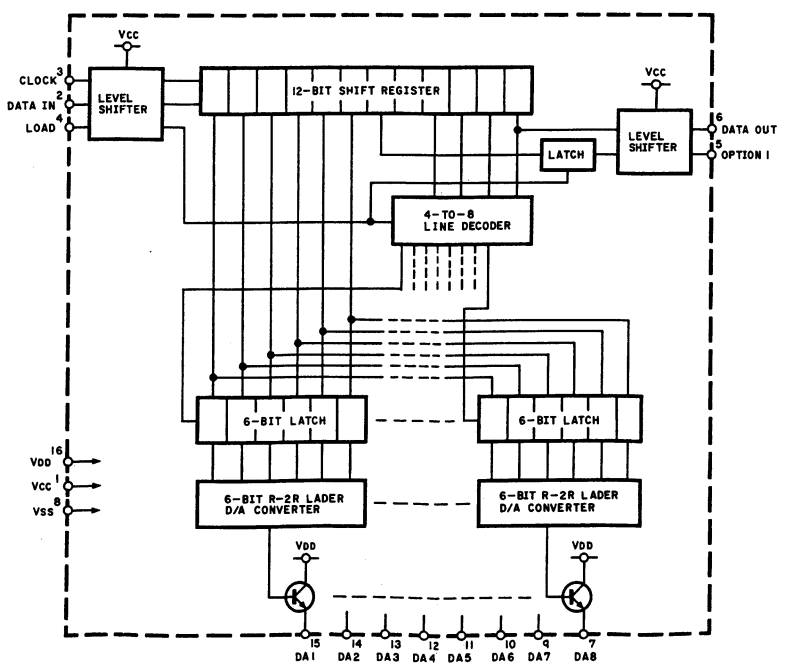 VCC
CLOCK 3
DATA IN 2
LOAD 4
LEVEL
SHIFTER
12-BIT SHIFT REGISTER
VCC
LEVEL
SHIFTER
6 DATA OUT
5 OPTION 1
LATCH
4-TO-8
LINE DECODER
6-BIT LATCH
6-BIT LATCH
VDD 16
VCC 1
VSS 8
6-BIT R-2R LADER
D/A CONVERTER
6-BIT R-2R LADER
D/A CONVERTER
VDD
VDD
15 14 13 12 11 10 9 7
DA1 DA2 DA3 DA4 DA5 DA6 DA7 DA8